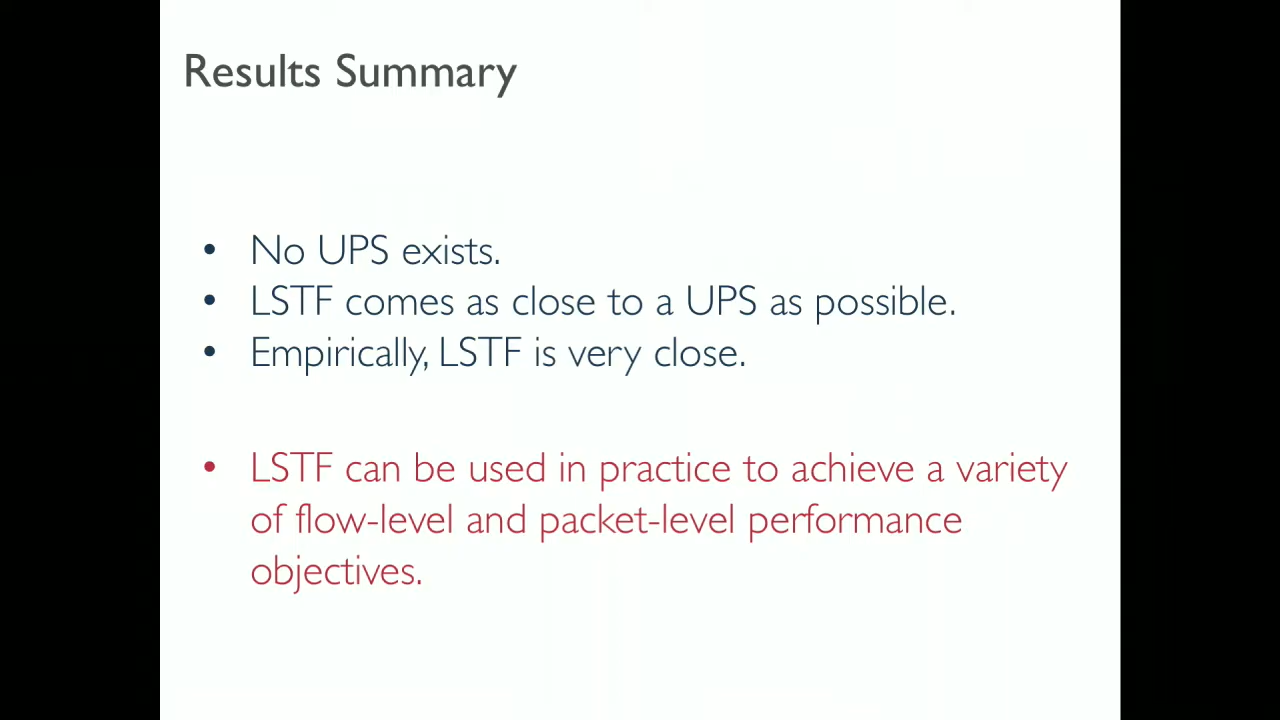 Results Summary
• No UPS exists.
• LSTF comes as close to a UPS as possible.
• Empirically, LSTF is very close.
• LSTF can be used in practice to achieve a variety
of flow-level and packet-level performance
objectives.